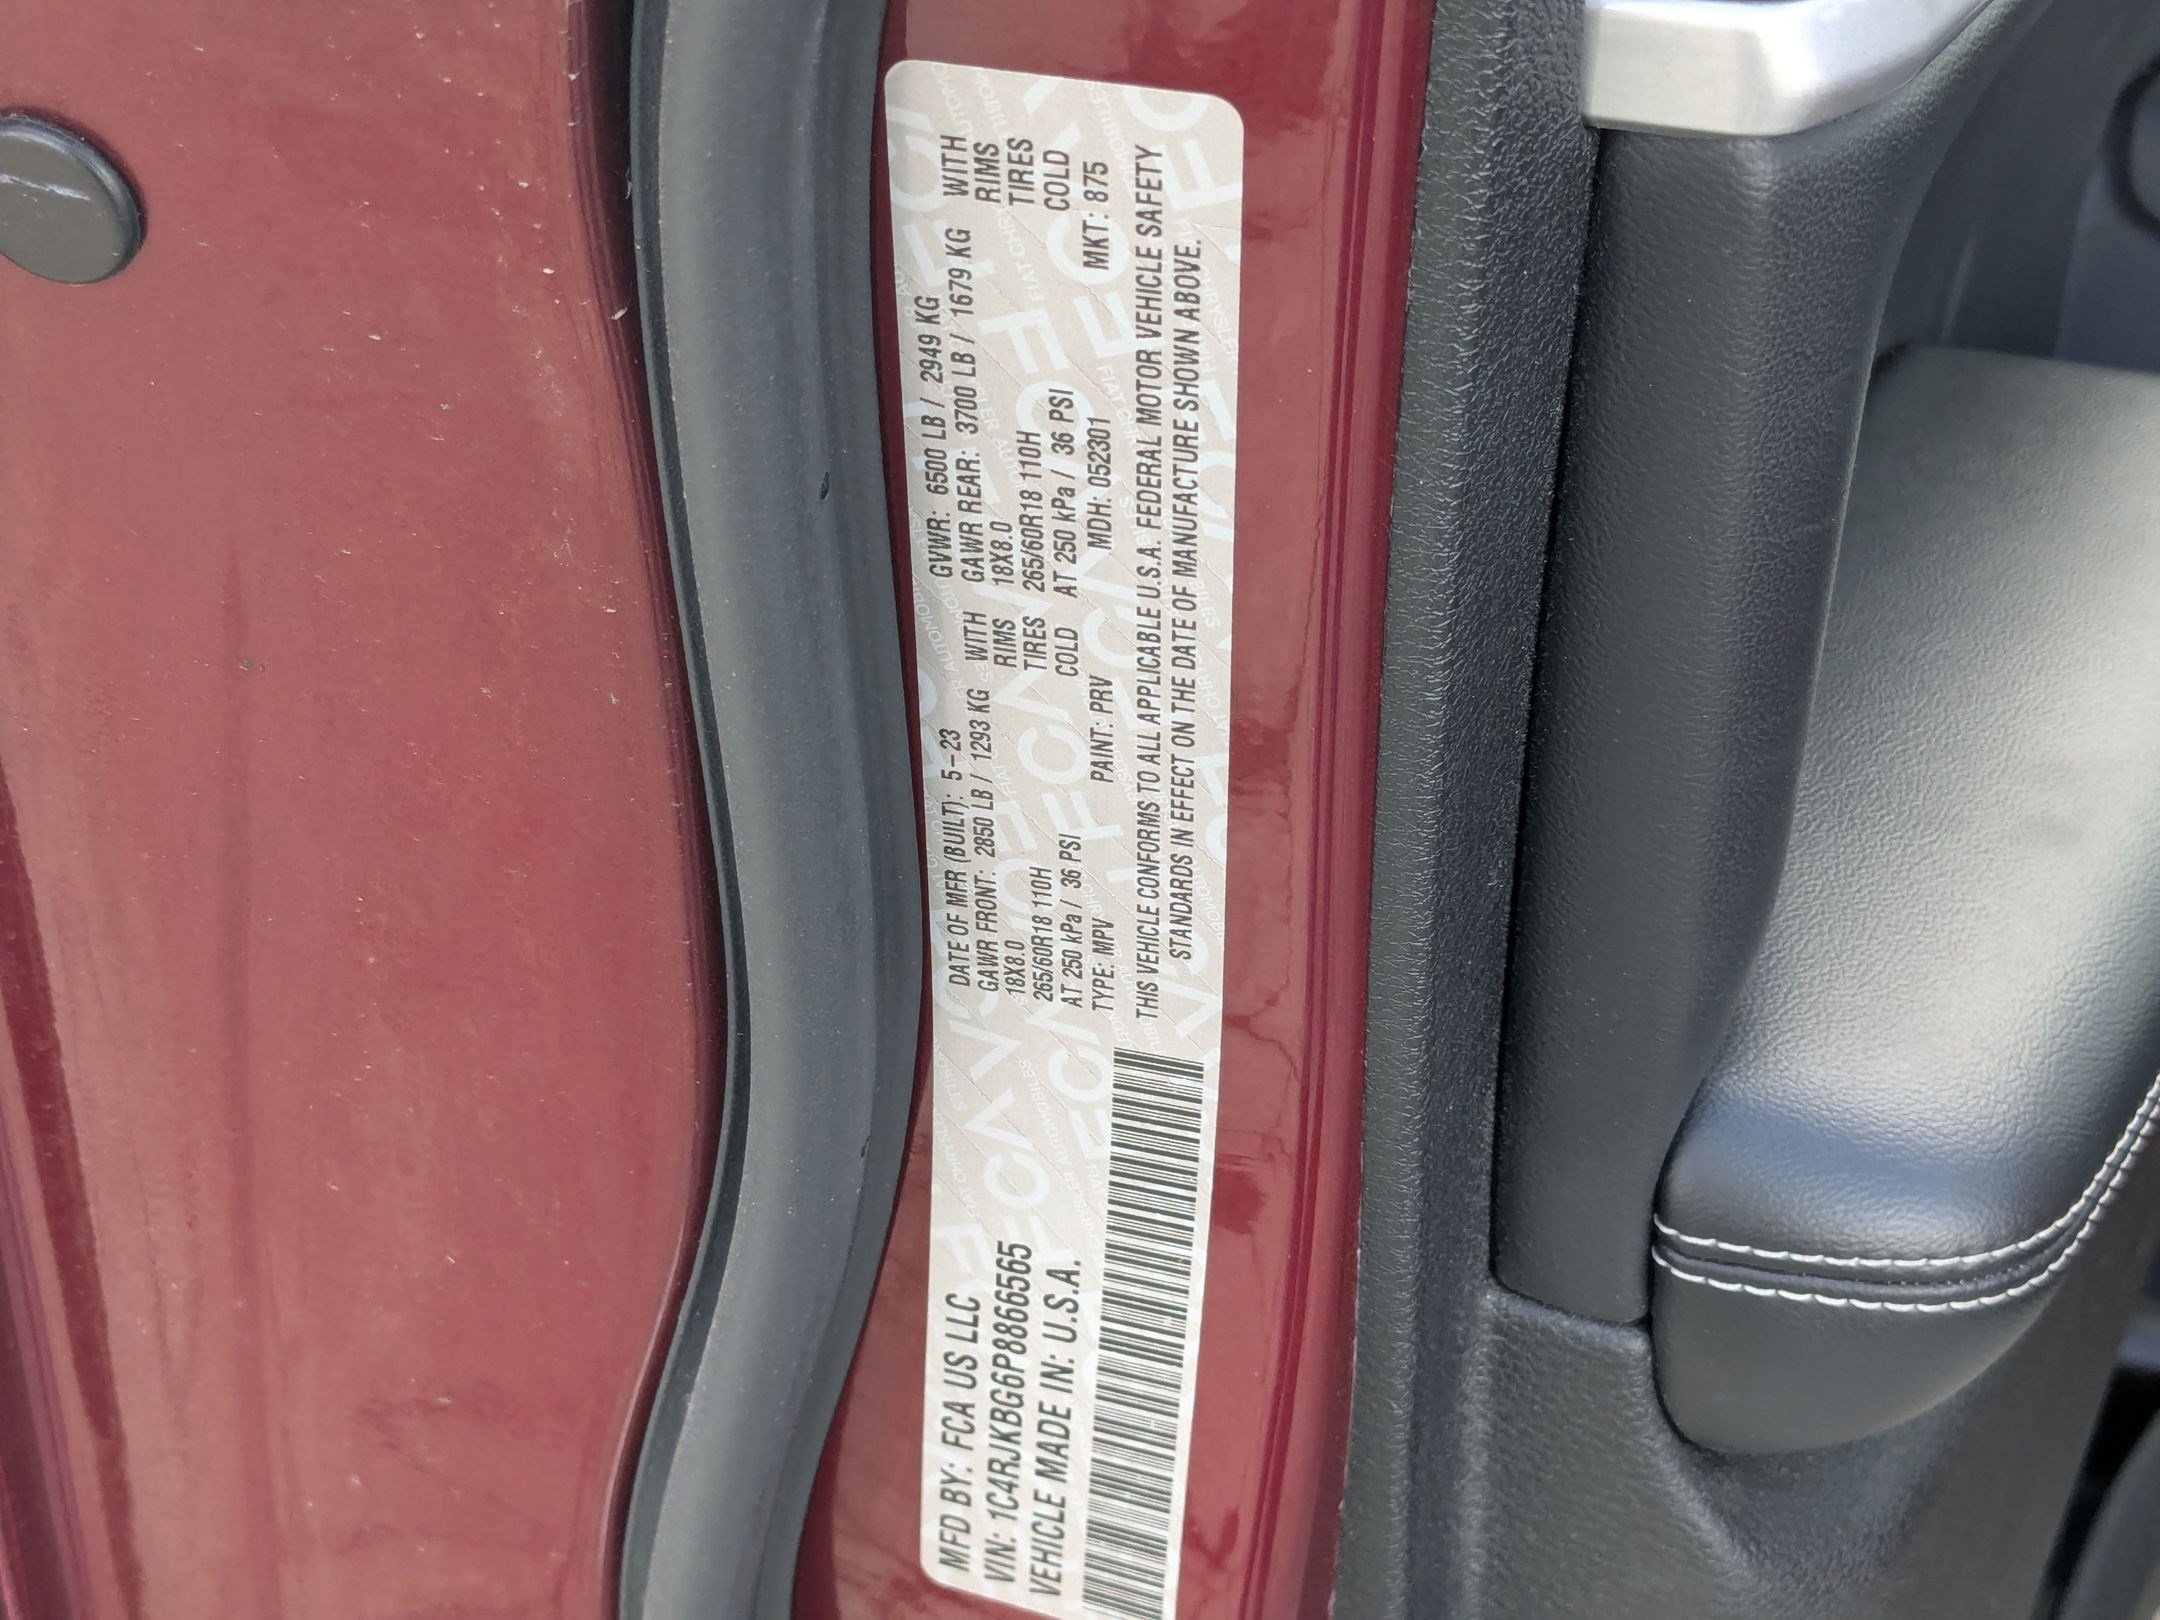 MFD BY: FCA US LLC
VIN: 1C4RJKBG6P8866565
VEHICLE MADE IN: U.S.A.
DATE OF MFR (BUILT): 5-23 GVWR: 6500 LB / 2949 KG
GAWR FRONT: 2850 LB / 1293 KG WITH GAWR REAR: 3700 LB / 1679 KG WITH
18X8.0 RIMS 18X8.0 RIMS
265/60R18 110H TIRES 265/60R18 110H TIRES
AT 250 kPa / 36 PSI COLD AT 250 kPa / 36 PSI COLD
TYPE: MPV PAINT: PRV MDH: 052301 MKT: 875
THIS VEHICLE CONFORMS TO ALL APPLICABLE U.S.A. FEDERAL MOTOR VEHICLE SAFETY
STANDARDS IN EFFECT ON THE DATE OF MANUFACTURE SHOWN ABOVE.